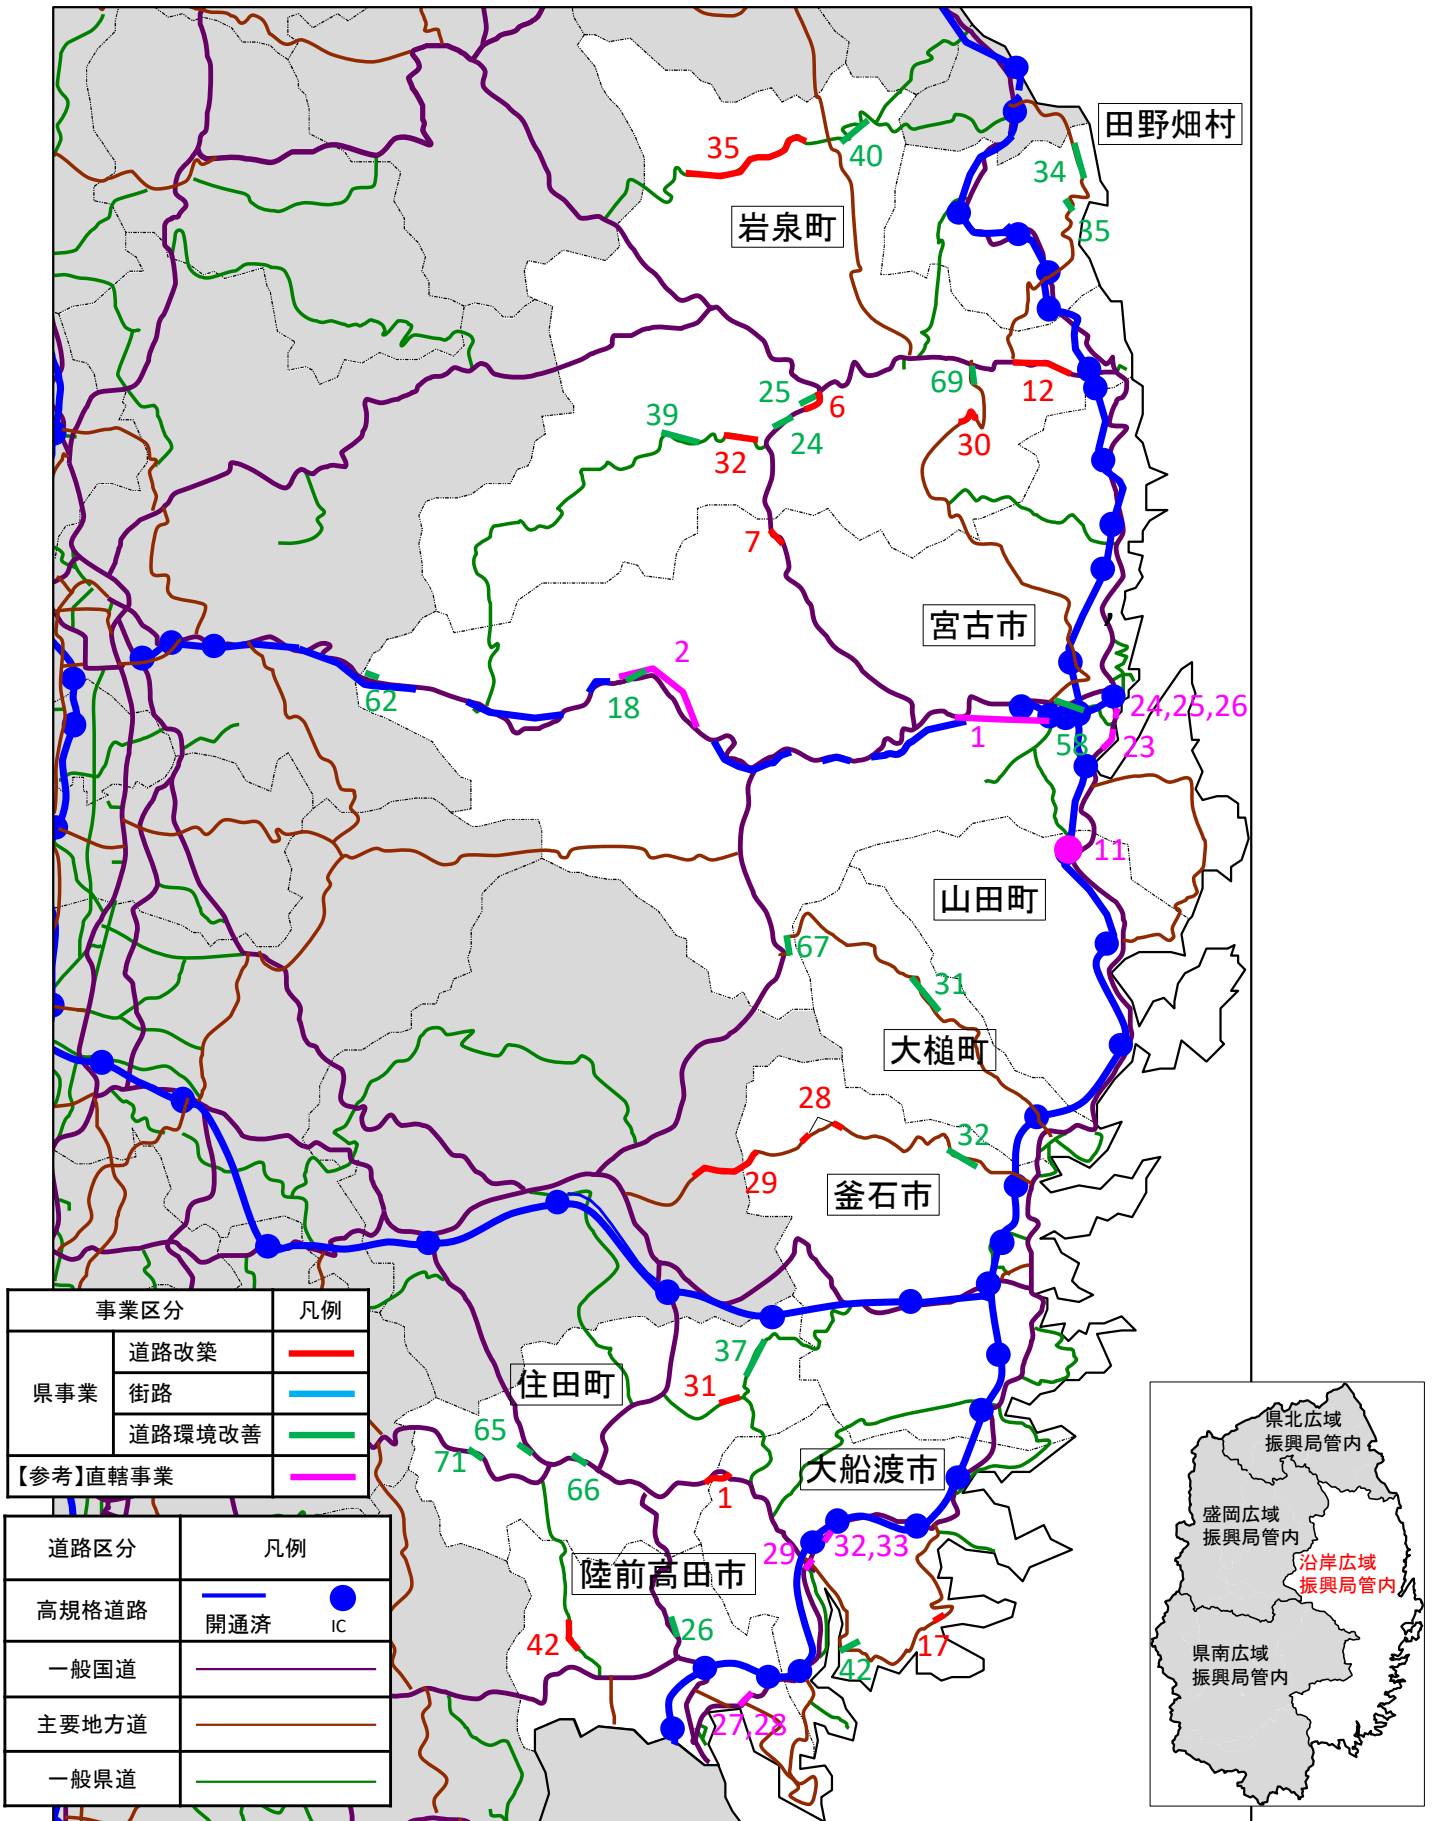 田野畑村
35
40
34
岩泉町
35
69
12
25
6
39
24
32
30
7
宮古市
2
62
18
24,25,26
1
58
23
11
山田町
67
31
大槌町
28
32
29
釜石市
事業区分 凡例
県事業
道路改築
街路
道路環境改善
【参考】直轄事業
37
住田町
31
65
71
66
大船渡市
1
29
32,33
陸前高田市
42
26
42
17
27,28
道路区分 凡例
高規格道路
開通済 IC
一般国道
主要地方道
一般県道
県北広域
振興局管内
盛岡広域
振興局管内
沿岸広域
振興局管内
県南広域
振興局管内